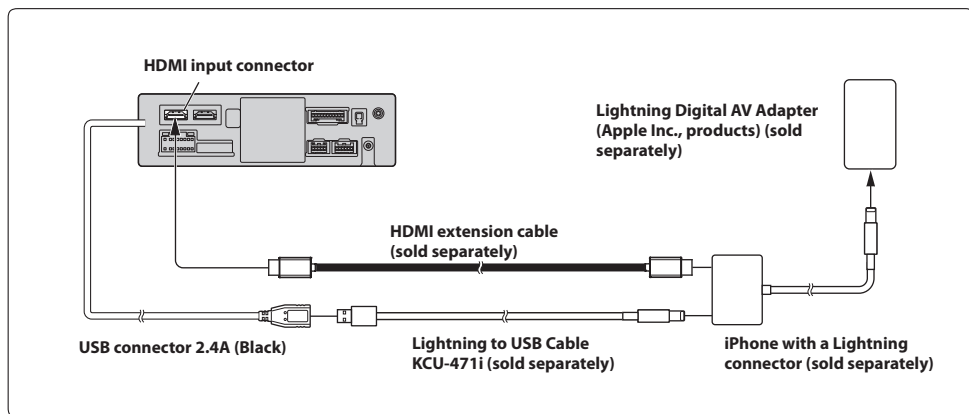 HDMI input connector
Lightning Digital AV Adapter
(Apple Inc., products) (sold
separately)
HDMI extension cable
(sold separately)
USB connector 2.4A (Black)
Lightning to USB Cable
KCU-471i (sold separately)
iPhone with a Lightning
connector (sold separately)